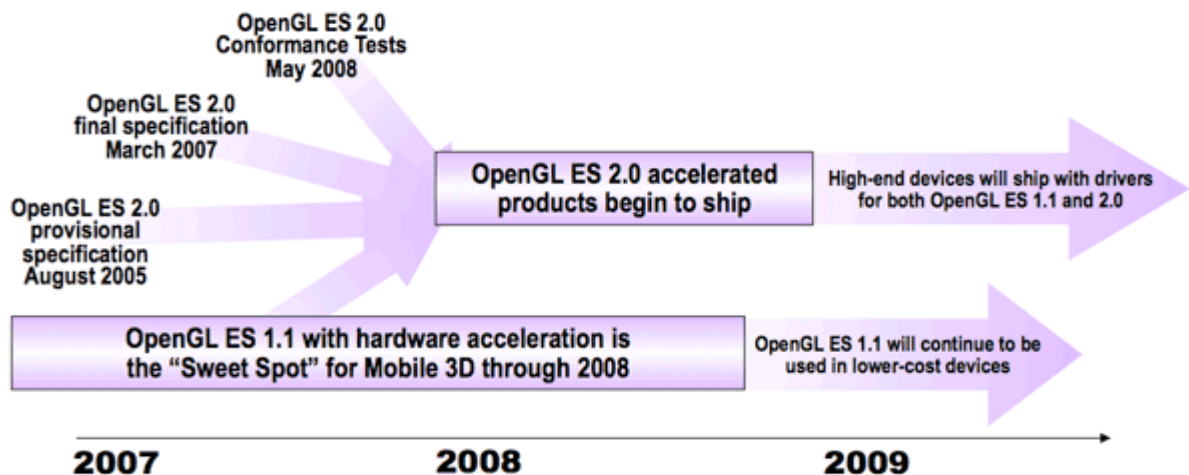 OpenGL ES 2.0
Conformance Tests
May 2008
OpenGL ES 2.0
final specification
March 2007
OpenGL ES 2.0
provisional
specification
August 2005
OpenGL ES 2.0 accelerated
products begin to ship
High-end devices will ship with drivers
for both OpenGL ES 1.1 and 2.0
OpenGL ES 1.1 with hardware acceleration is
the “Sweet Spot” for Mobile 3D through 2008
OpenGL ES 1.1 will continue to be
used in lower-cost devices
2007
2008
2009